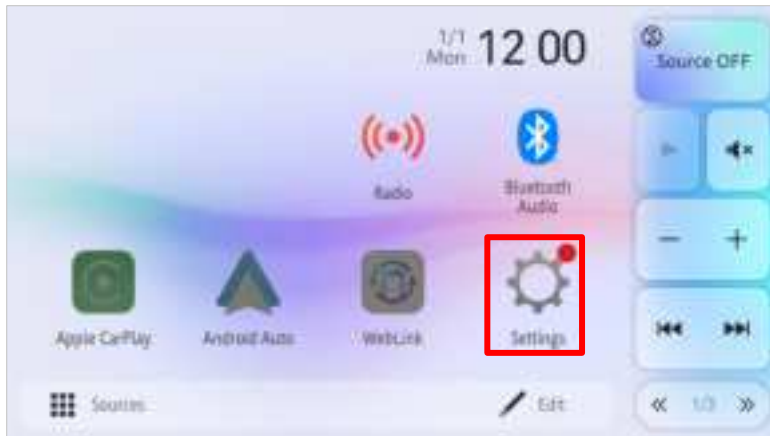 1/1
Mon
12 00
Source OFF
Radio
Bluetooth
Audio
Apple CarPlay
Android Auto
WebLink
Settings
Sources
Edit
1/3